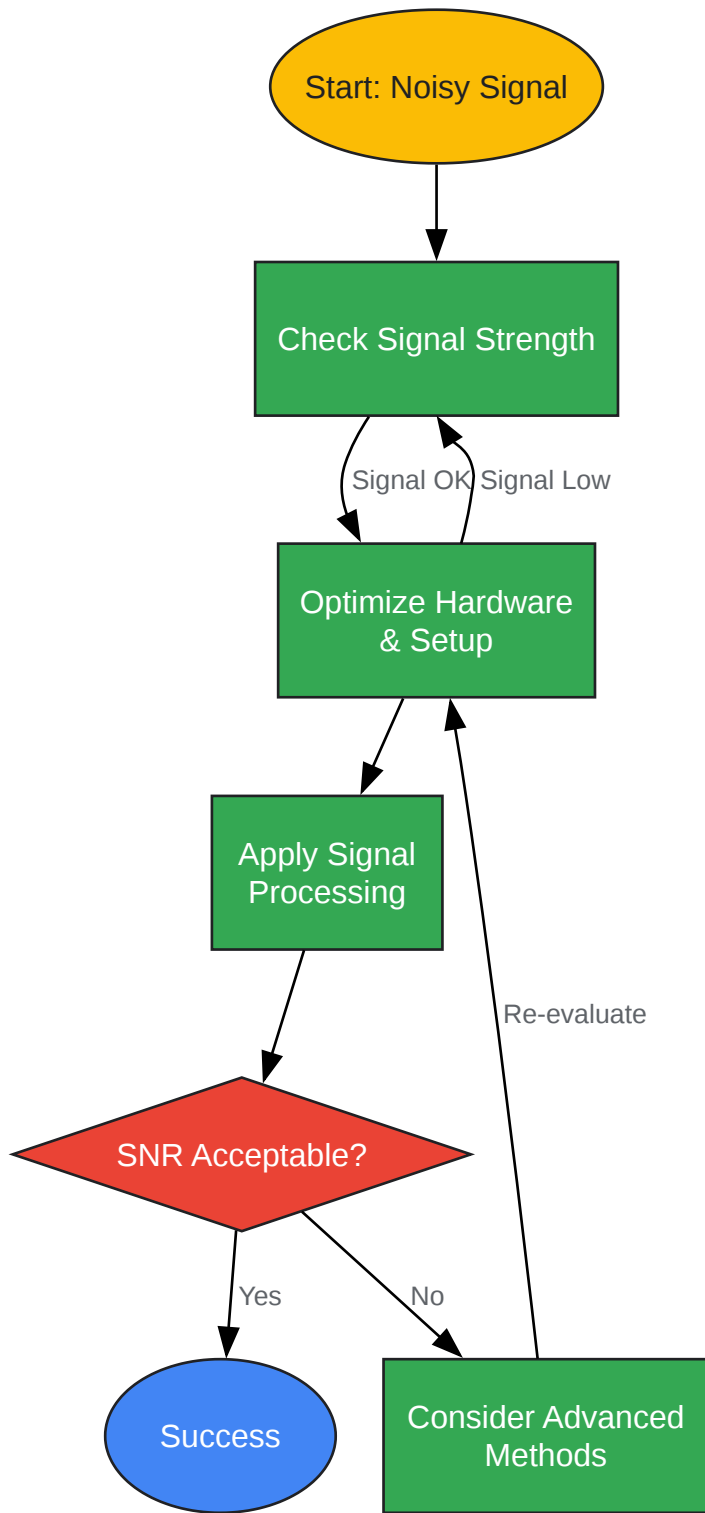 Start: Noisy Signal
Check Signal Strength
Signal OK
Signal Low
Optimize Hardware
& Setup
Apply Signal
Processing
Re-evaluate
SNR Acceptable?
Yes
No
Success
Consider Advanced
Methods